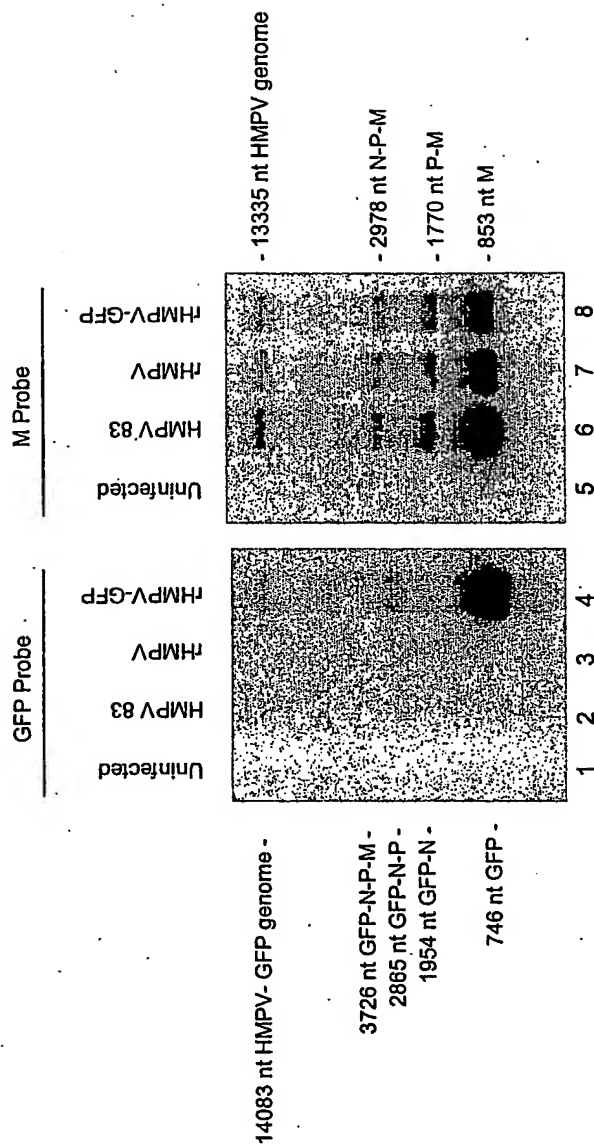 GFP Probe
Uninfected
HMPV 83
rHMPV
rHMPV-GFP
14083 nt HMPV- GFP genome -
3726 nt GFP-N-P-M -
2865 nt GFP-N-P -
1954 nt GFP-N -
746 nt GFP -
1 2 3 4
M Probe
Uninfected
HMPV 83
rHMPV
rHMPV-GFP
- 13335 nt HMPV genome
- 2978 nt N-P-M
- 1770 nt P-M
- 853 nt M
5 6 7 8